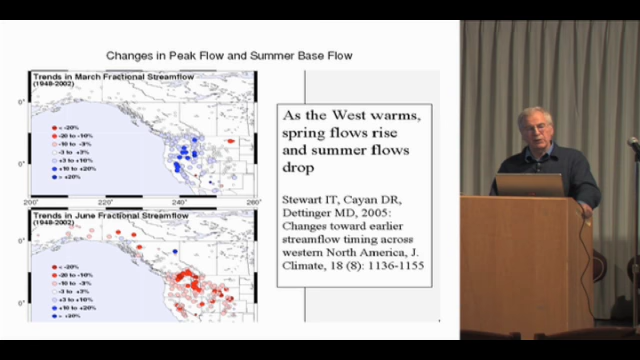 Changes in Peak Flow and Summer Base Flow
Trends in March Fractional Streamflow
(1948-2002)
< -20%
-20 to -10%
-10 to -3%
-3 to +3%
+3 to +10%
+10 to +20%
> +20%
200°
220°
240°
260°
Trends in June Fractional Streamflow
(1948-2002)
< -20%
-20 to -10%
-10 to -3%
-3 to +3%
+3 to +10%
+10 to +20%
> +20%
As the West warms,
spring flows rise
and summer flows
drop
Stewart IT, Cayan DR,
Dettinger MD, 2005:
Changes toward earlier
streamflow timing across
western North America, J.
Climate, 18 (8): 1136-1155